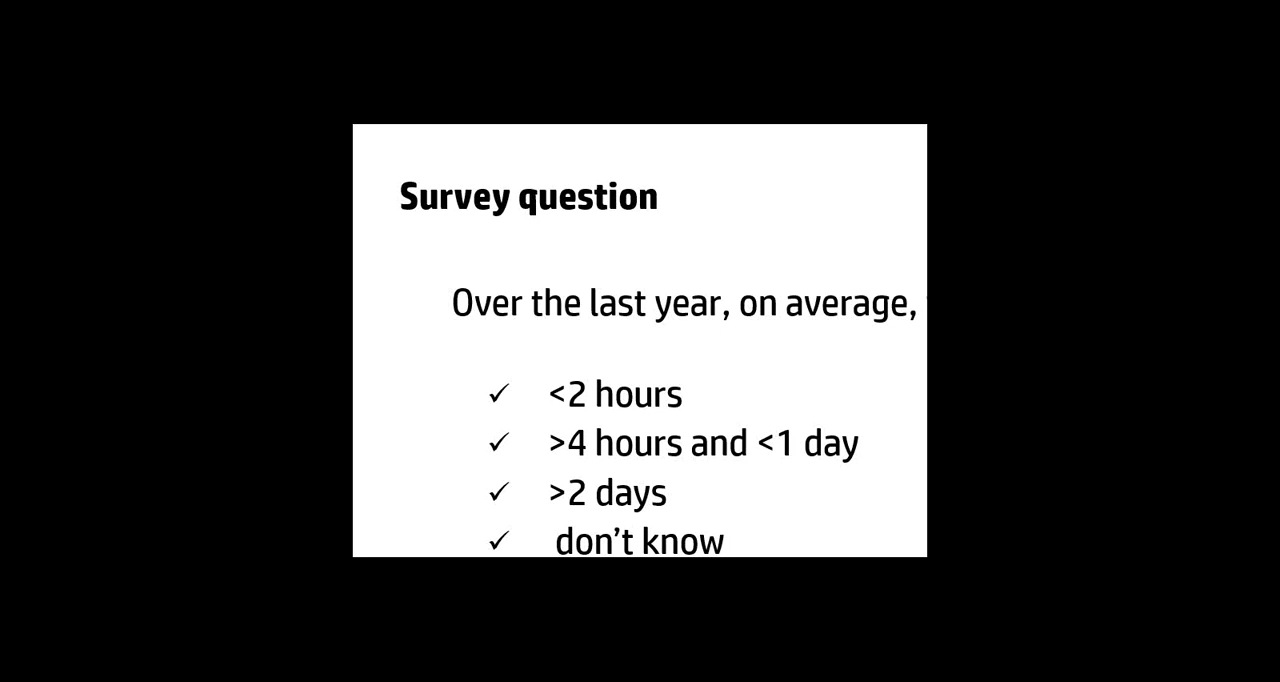 Survey question
Over the last year, on average,
✓ <2 hours
✓ >4 hours and <1 day
✓ >2 days
✓ don’t know